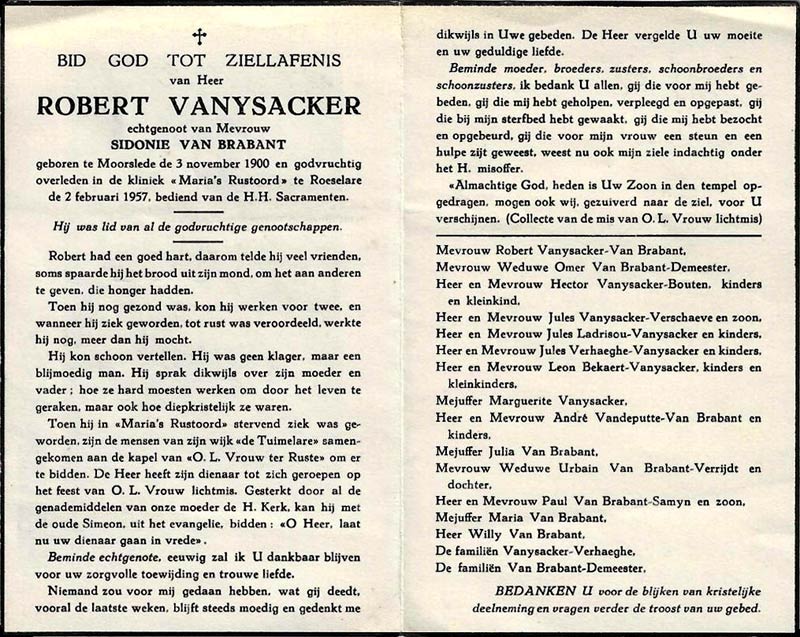 BID GOD TOT ZIELLAFENIS
van Heer
ROBERT VANYSACKER
echtgenoot van Mevrouw
SIDONIE VAN BRABANT
geboren te Moorslede de 3 november 1900 en godvruchtig
overleden in de kliniek «Maria's Rustoord» te Roeselare
de 2 februari 1957, bediend van de H.H. Sacramenten.
Hij was lid van al de godvruchtige genootschappen.
Robert had een goed hart, daarom telde hij veel vrienden,
soms spaarde hij het brood uit zijn mond, om het aan anderen
te geven, die honger hadden.
Toen hij nog gezond was, kon hij werken voor twee, en
wanneer hij ziek geworden, tot rust was veroordeeld, werkte
hij nog, meer dan hij mocht.
Hij kon schoon vertellen. Hij was geen klager, maar een
blijmoedig man. Hij sprak dikwijls over zijn moeder en
vader; hoe ze hard moesten werken om door het leven te
geraken, maar ook hoe diepkristelijk ze waren.
Toen hij in «Maria's Rustoord» stervend ziek was ge-
worden, zijn de mensen van zijn wijk «de Tuimelare» samen-
gekomen aan de kapel van «O. L. Vrouw ter Ruste» om er
te bidden. De Heer heeft zijn dienaar tot zich geroepen op
het feest van O. L. Vrouw lichtmis. Gesterkt door al de
genademiddelen van onze moeder de H. Kerk, kan hij met
de oude Simeon, uit het evangelie, bidden: «O Heer, laat
nu uw dienaar gaan in vrede».
Beminde echtgenote, eeuwig zal ik U dankbaar blijven
voor uw zorgvolle toewijding en trouwe liefde.
Niemand zou voor mij gedaan hebben, wat gij deedt,
vooral de laatste weken, blijft steeds moedig en gedenkt me
dikwijls in Uwe gebeden. De Heer vergelde U uw moeite
en uw geduldige liefde.
Beminde moeder, broeders, zusters, schoonbroeders en
schoonzusters, ik bedank U allen, gij die voor mij hebt ge-
beden, gij die mij hebt geholpen, verpleegd en opgepast, gij
die bij mijn sterfbed hebt gewaakt, gij die mij hebt bezocht
en opgebeurd, gij die voor mijn vrouw een steun en een
hulpe zijt geweest, weest nu ook mijn ziele indachtig onder
het H. misoffer.
«Almachtige God, heden is Uw Zoon in den tempel op-
gedragen, mogen ook wij, gezuiverd naar de ziel, voor U
verschijnen. (Collecte van de mis van O. L. Vrouw lichtmis)
Mevrouw Robert Vanysacker-Van Brabant,
Mevrouw Weduwe Omer Van Brabant-Demeester,
Heer en Mevrouw Hector Vanysacker-Bouten, kinders
en kleinkind,
Heer en Mevrouw Jules Vanysacker-Verschaeve en zoon,
Heer en Mevrouw Jules Ladrisou-Vanysacker en kinders,
Heer en Mevrouw Jules Verhaeghe-Vanysacker en kinders,
Heer en Mevrouw Leon Bekaert-Vanysacker, kinders en
kleinkinders,
Mejuffer Marguerite Vanysacker,
Heer en Mevrouw André Vandeputte-Van Brabant en
kinders,
Mejuffer Julia Van Brabant,
Mevrouw Weduwe Urbain Van Brabant-Verrijdt en
dochter,
Heer en Mevrouw Paul Van Brabant-Samyn en zoon,
Mejuffer Maria Van Brabant,
Heer Willy Van Brabant,
De familiën Vanysacker-Verhaeghe,
De familiën Van Brabant-Demeester,
BEDANKEN U voor de blijken van kristelijke
deelneming en vragen verder de troost van uw gebed.